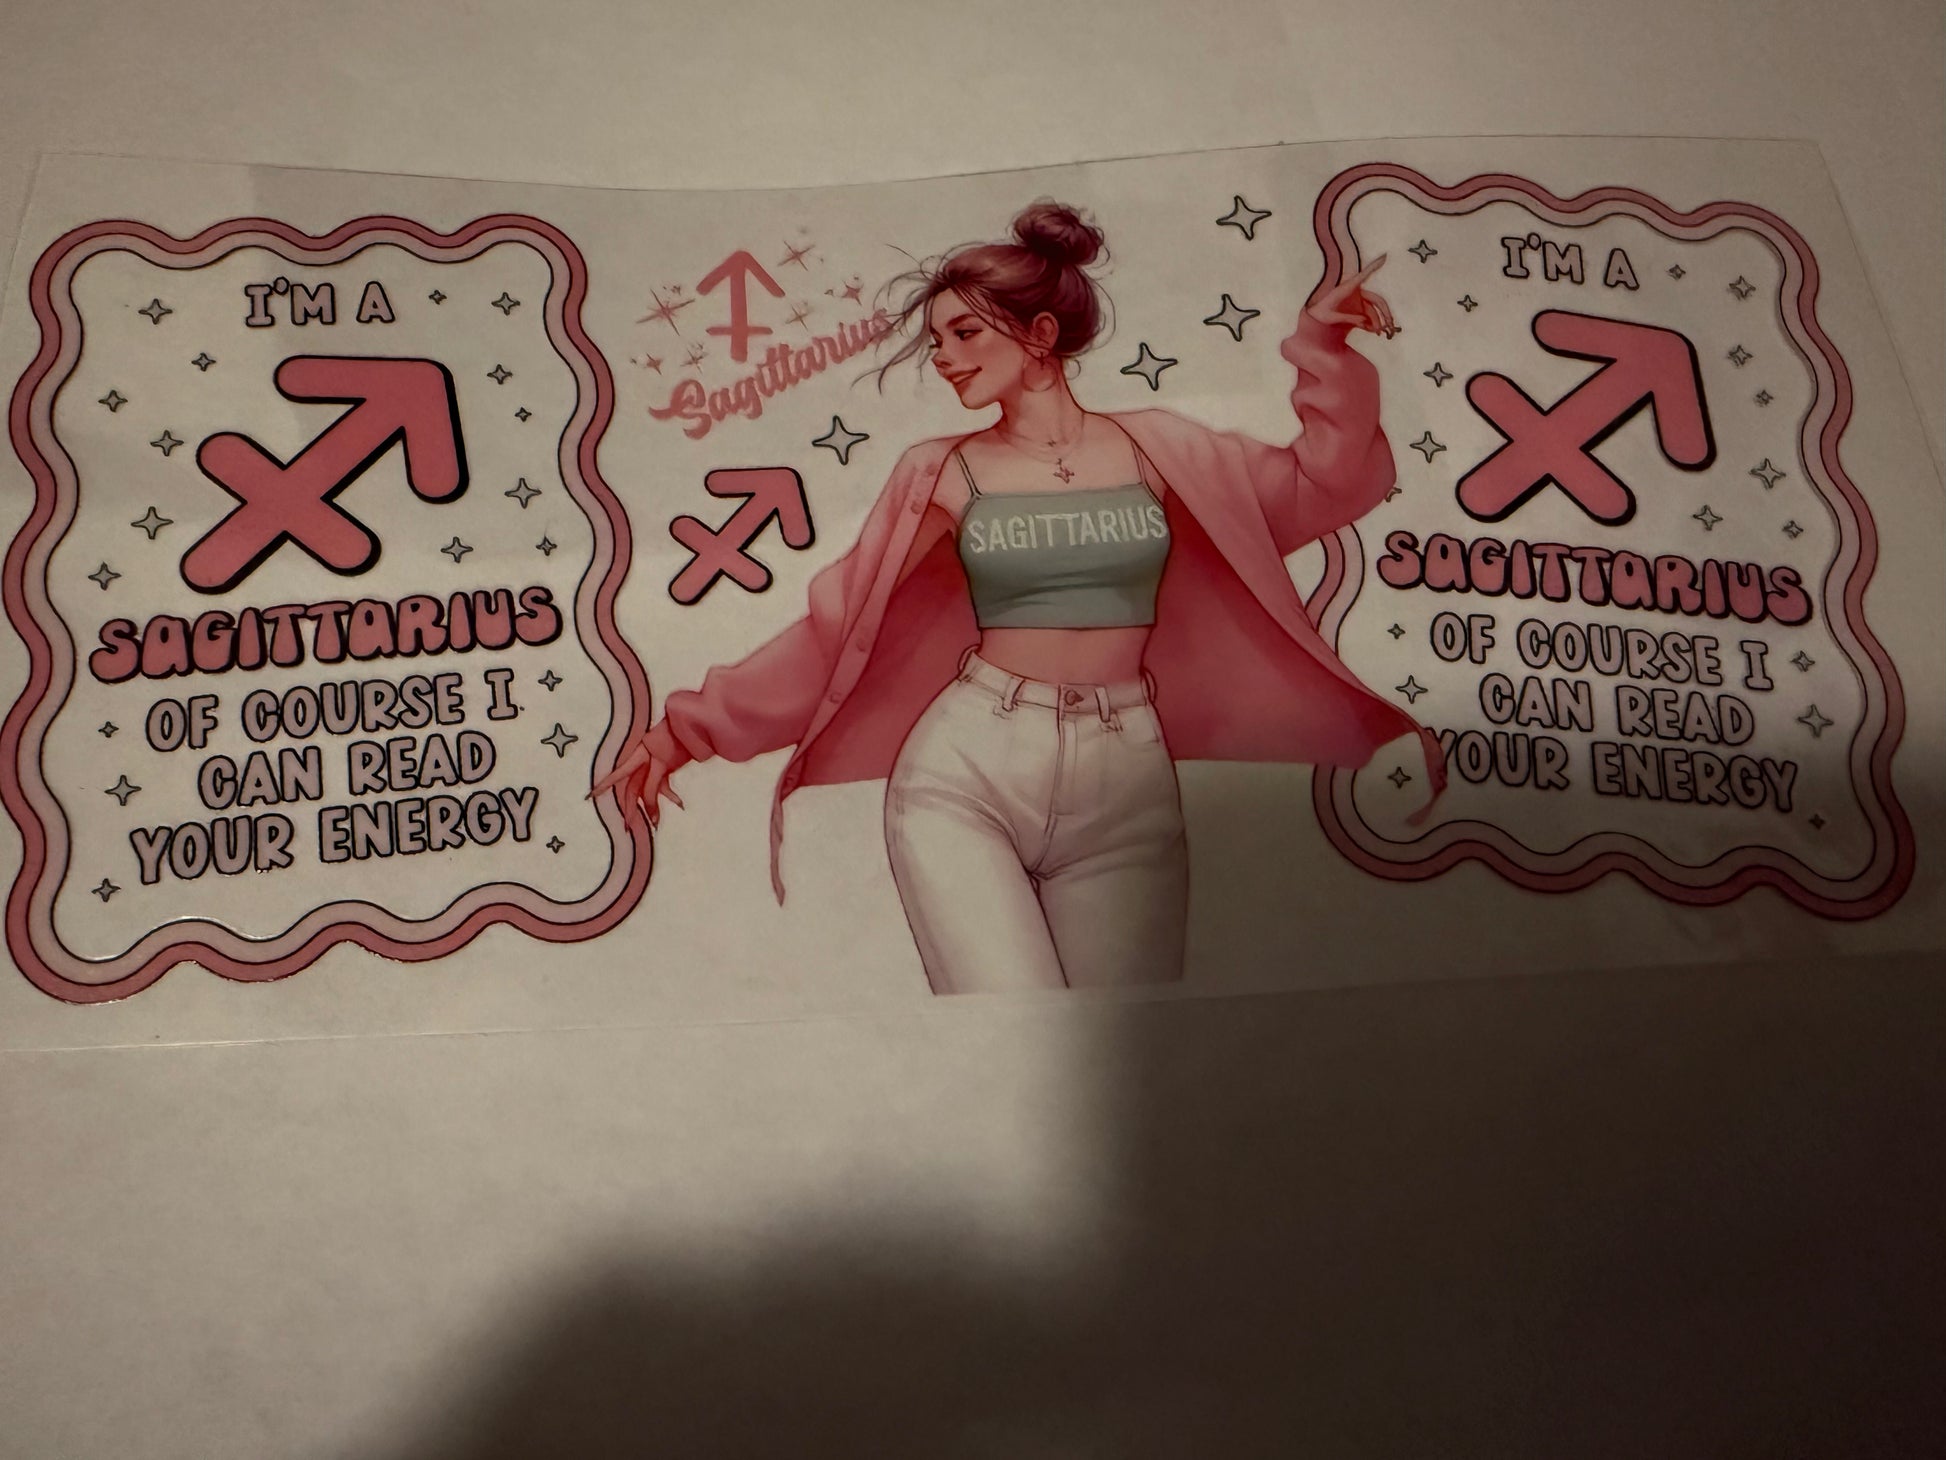 I'M A
SAGITTARIUS
OF COURSE I
CAN READ
YOUR ENERGY
Sagittarius
SAGITTARIUS
I'M A
SAGITTARIUS
OF COURSE I
CAN READ
YOUR ENERGY